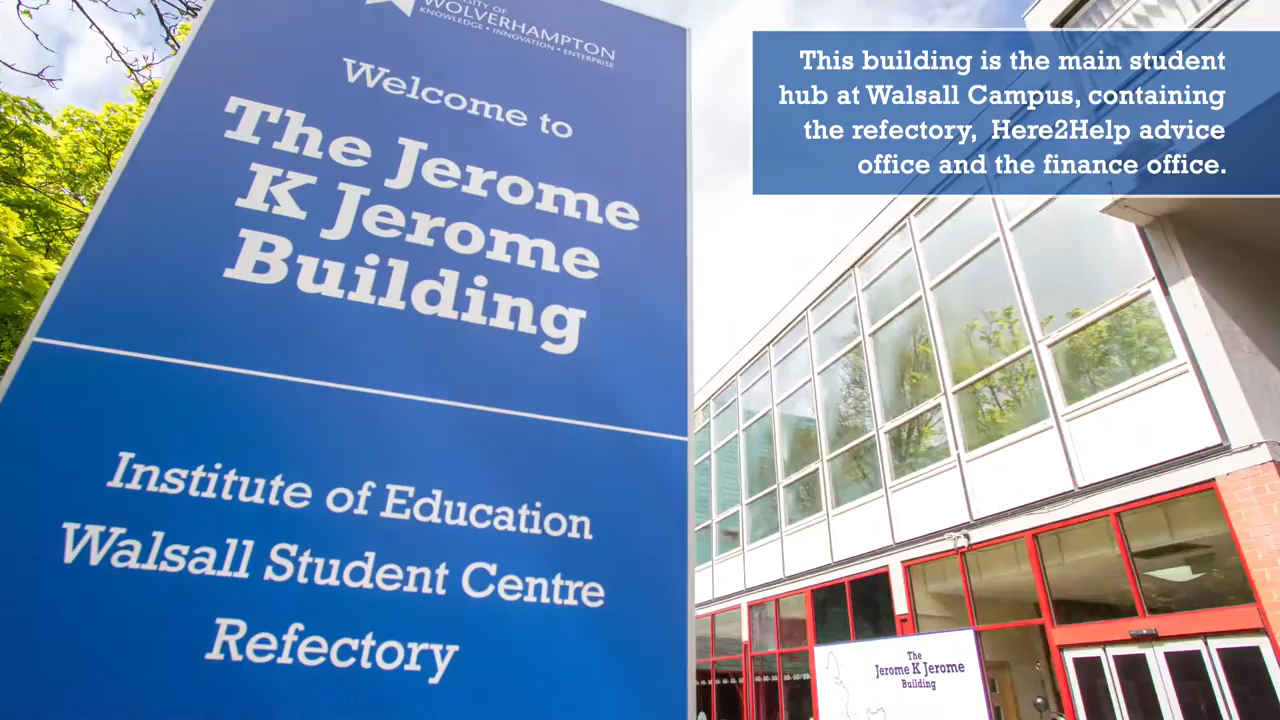 WOLVERHAMPTON
KNOWLEDGE • INNOVATION • ENTERPRISE
Welcome to
The Jerome
K Jerome
Building
Institute of Education
Walsall Student Centre
Refectory
This building is the main student
hub at Walsall Campus, containing
the refectory, Here2Help advice
office and the finance office.
The
Jerome K Jerome
Building